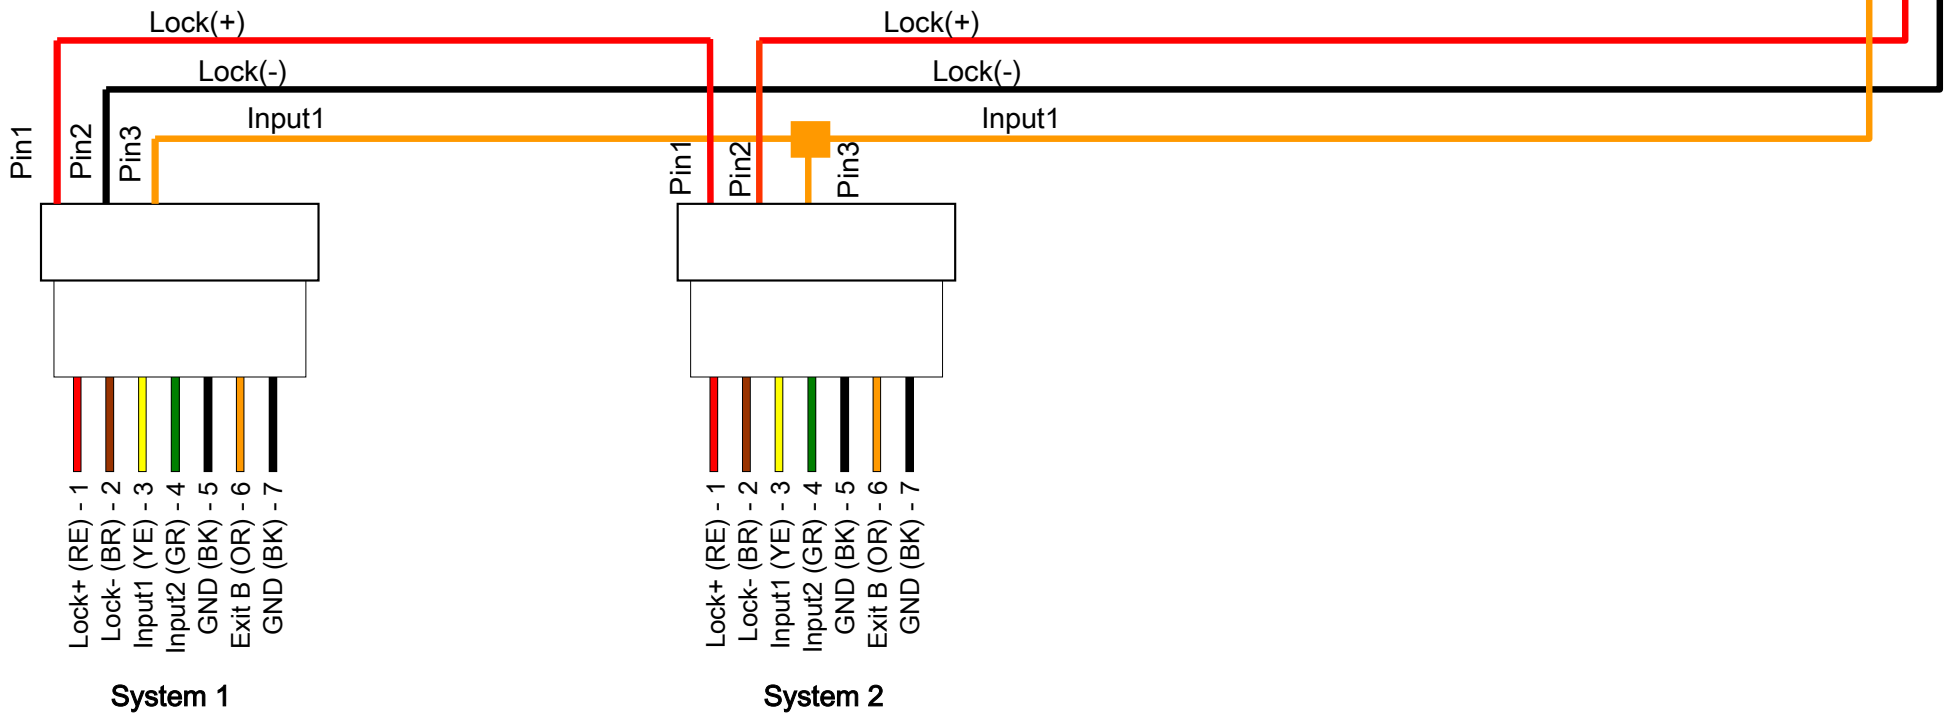 Lock(+)
Lock(+)
Lock(-)
Lock(-)
Input1
Input1
Pin1
Pin2
Pin3
Pin1
Pin2
Pin3
Lock+ (RE) - 1
Lock- (BR) - 2
Input1 (YE) - 3
Input2 (GR) - 4
GND (BK) - 5
Exit B (OR) - 6
GND (BK) - 7
Lock+ (RE) - 1
Lock- (BR) - 2
Input1 (YE) - 3
Input2 (GR) - 4
GND (BK) - 5
Exit B (OR) - 6
GND (BK) - 7
System 1
System 2